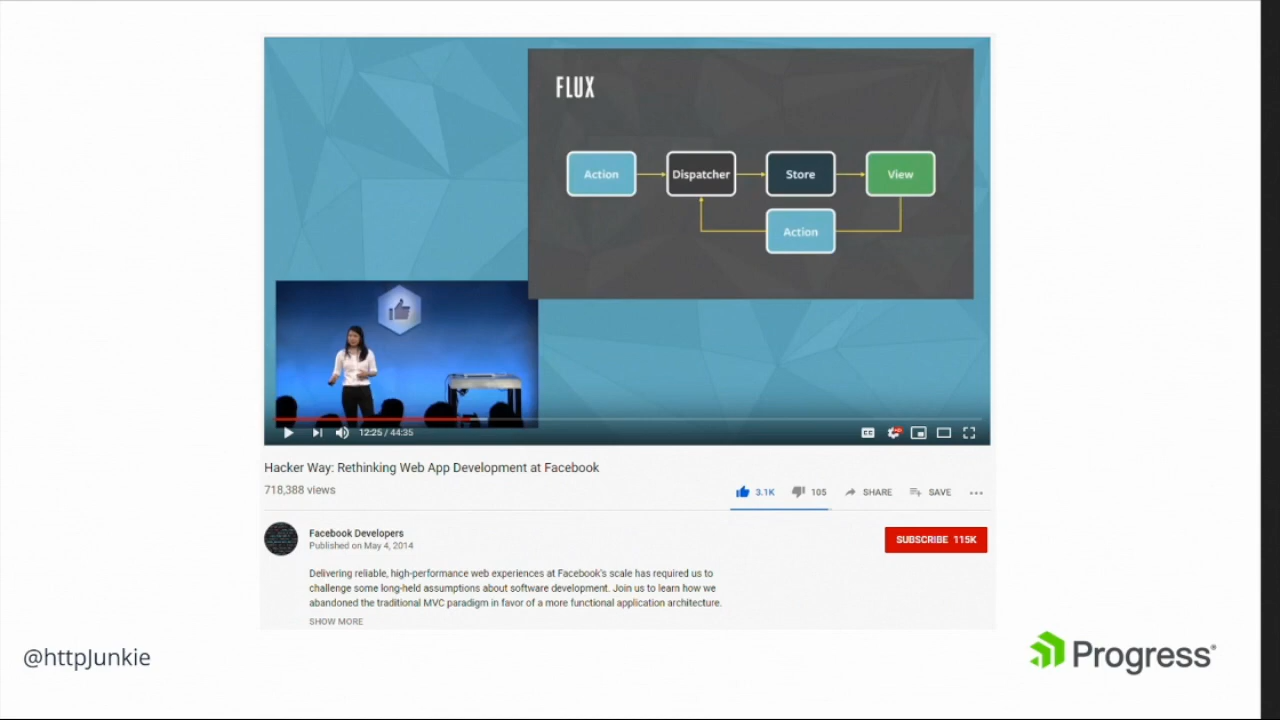 FLUX
Action
Dispatcher
Store
View
Action
12:25 / 44:35
CC
HD
Hacker Way: Rethinking Web App Development at Facebook
718,388 views
3.1K
105
SHARE
SAVE
Facebook Developers
Published on May 4, 2014
SUBSCRIBE 115K
Delivering reliable, high-performance web experiences at Facebook's scale has required us to
challenge some long-held assumptions about software development. Join us to learn how we
abandoned the traditional MVC paradigm in favor of a more functional application architecture.
SHOW MORE
@httpJunkie
Progress®